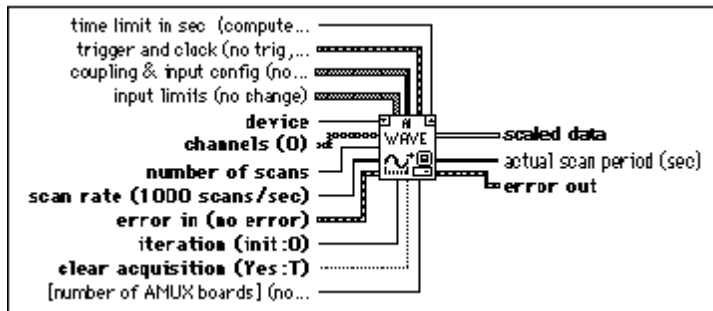 time limit in sec (compute...
trigger and clock (no trig,...
coupling & input config (no...
input limits (no change)
device
channels (0)
number of scans
scan rate (1000 scans/sec)
error in (no error)
iteration (init:0)
clear acquisition (Yes:T)
[number of AMUX boards] (no...
AI
WAVE
scaled data
actual scan period (sec)
error out